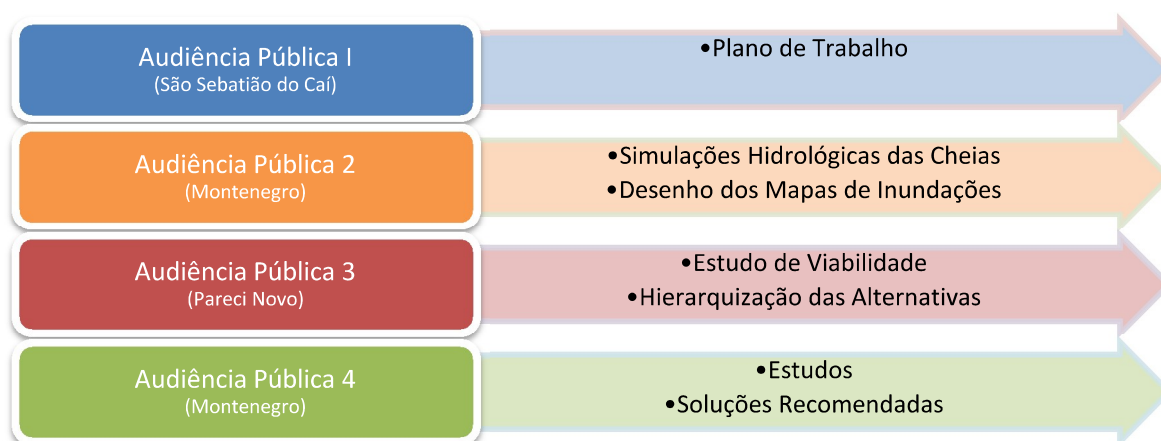 Audiência Pública I
(São Sebatião do Caí)
•Plano de Trabalho
Audiência Pública 2
(Montenegro)
•Simulações Hidrológicas das Cheias
•Desenho dos Mapas de Inundações
Audiência Pública 3
(Pareci Novo)
•Estudo de Viabilidade
•Hierarquização das Alternativas
Audiência Pública 4
(Montenegro)
•Estudos
•Soluções Recomendadas